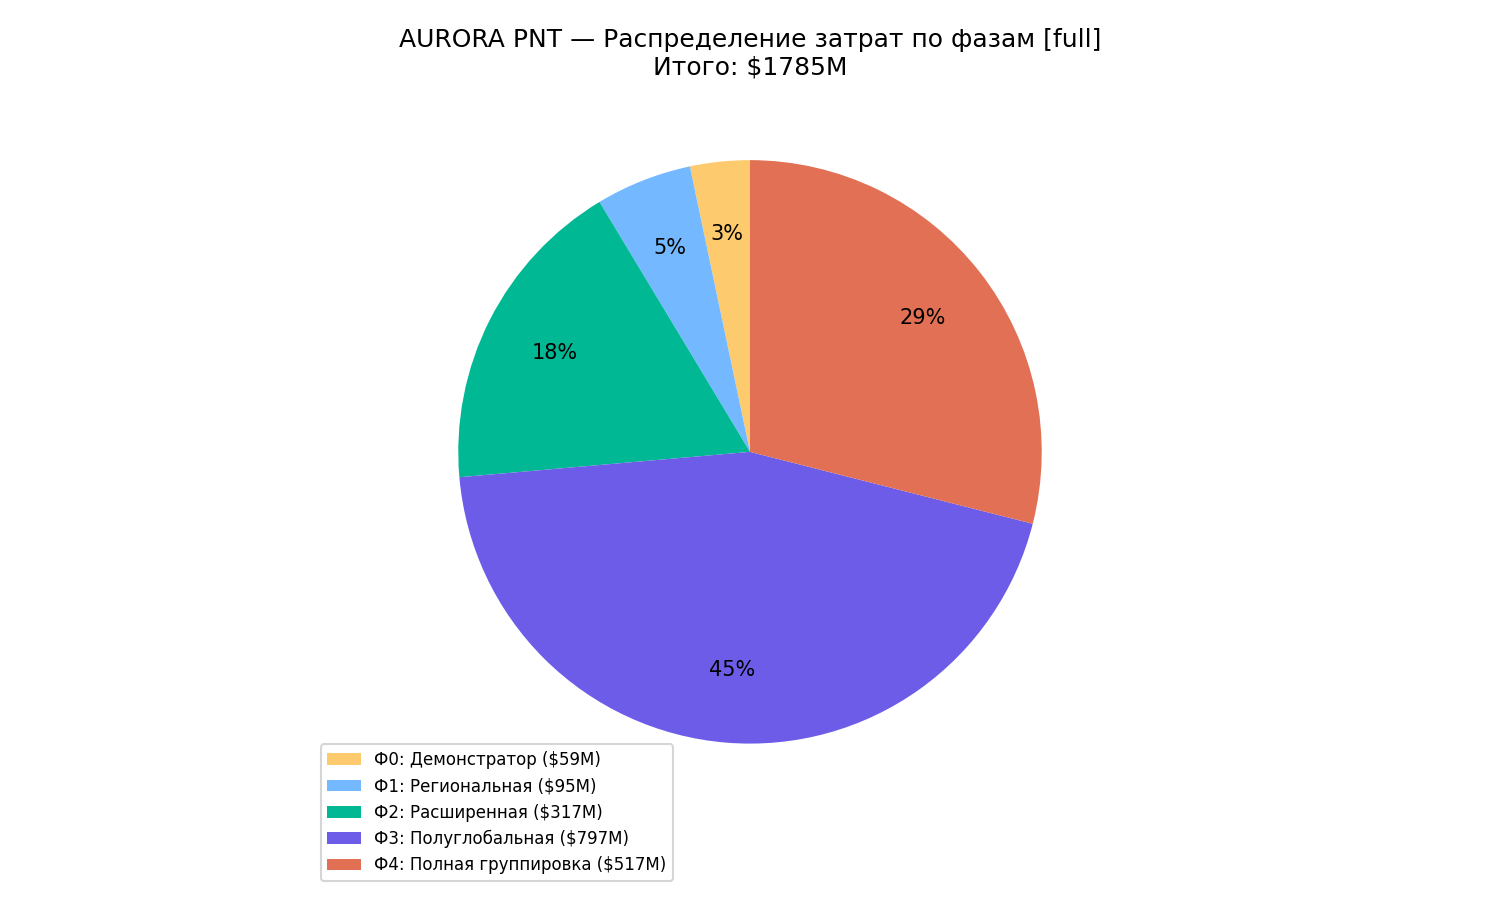 AURORA PNT — Распределение затрат по фазам [full]
Итого: $1785M
3%
5%
29%
18%
45%
Ф0: Демонстратор ($59M)
Ф1: Региональная ($95M)
Ф2: Расширенная ($317M)
Ф3: Полуглобальная ($797M)
Ф4: Полная группировка ($517M)